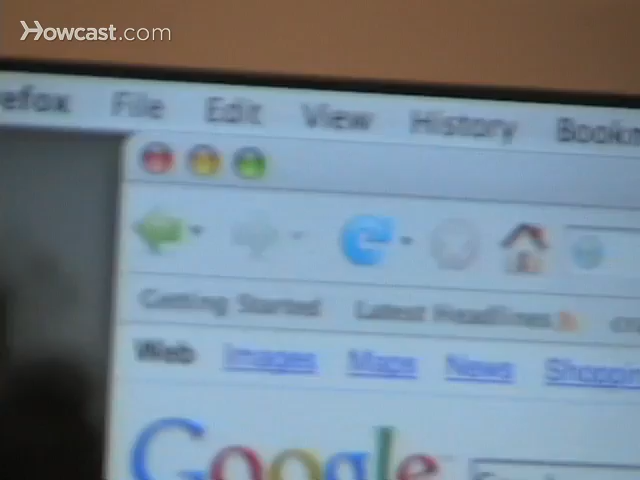 Howcast.com
efox File Edit View History Bookm
Getting Started Latest Headlines
Web Images Maps News Shoppin
Google